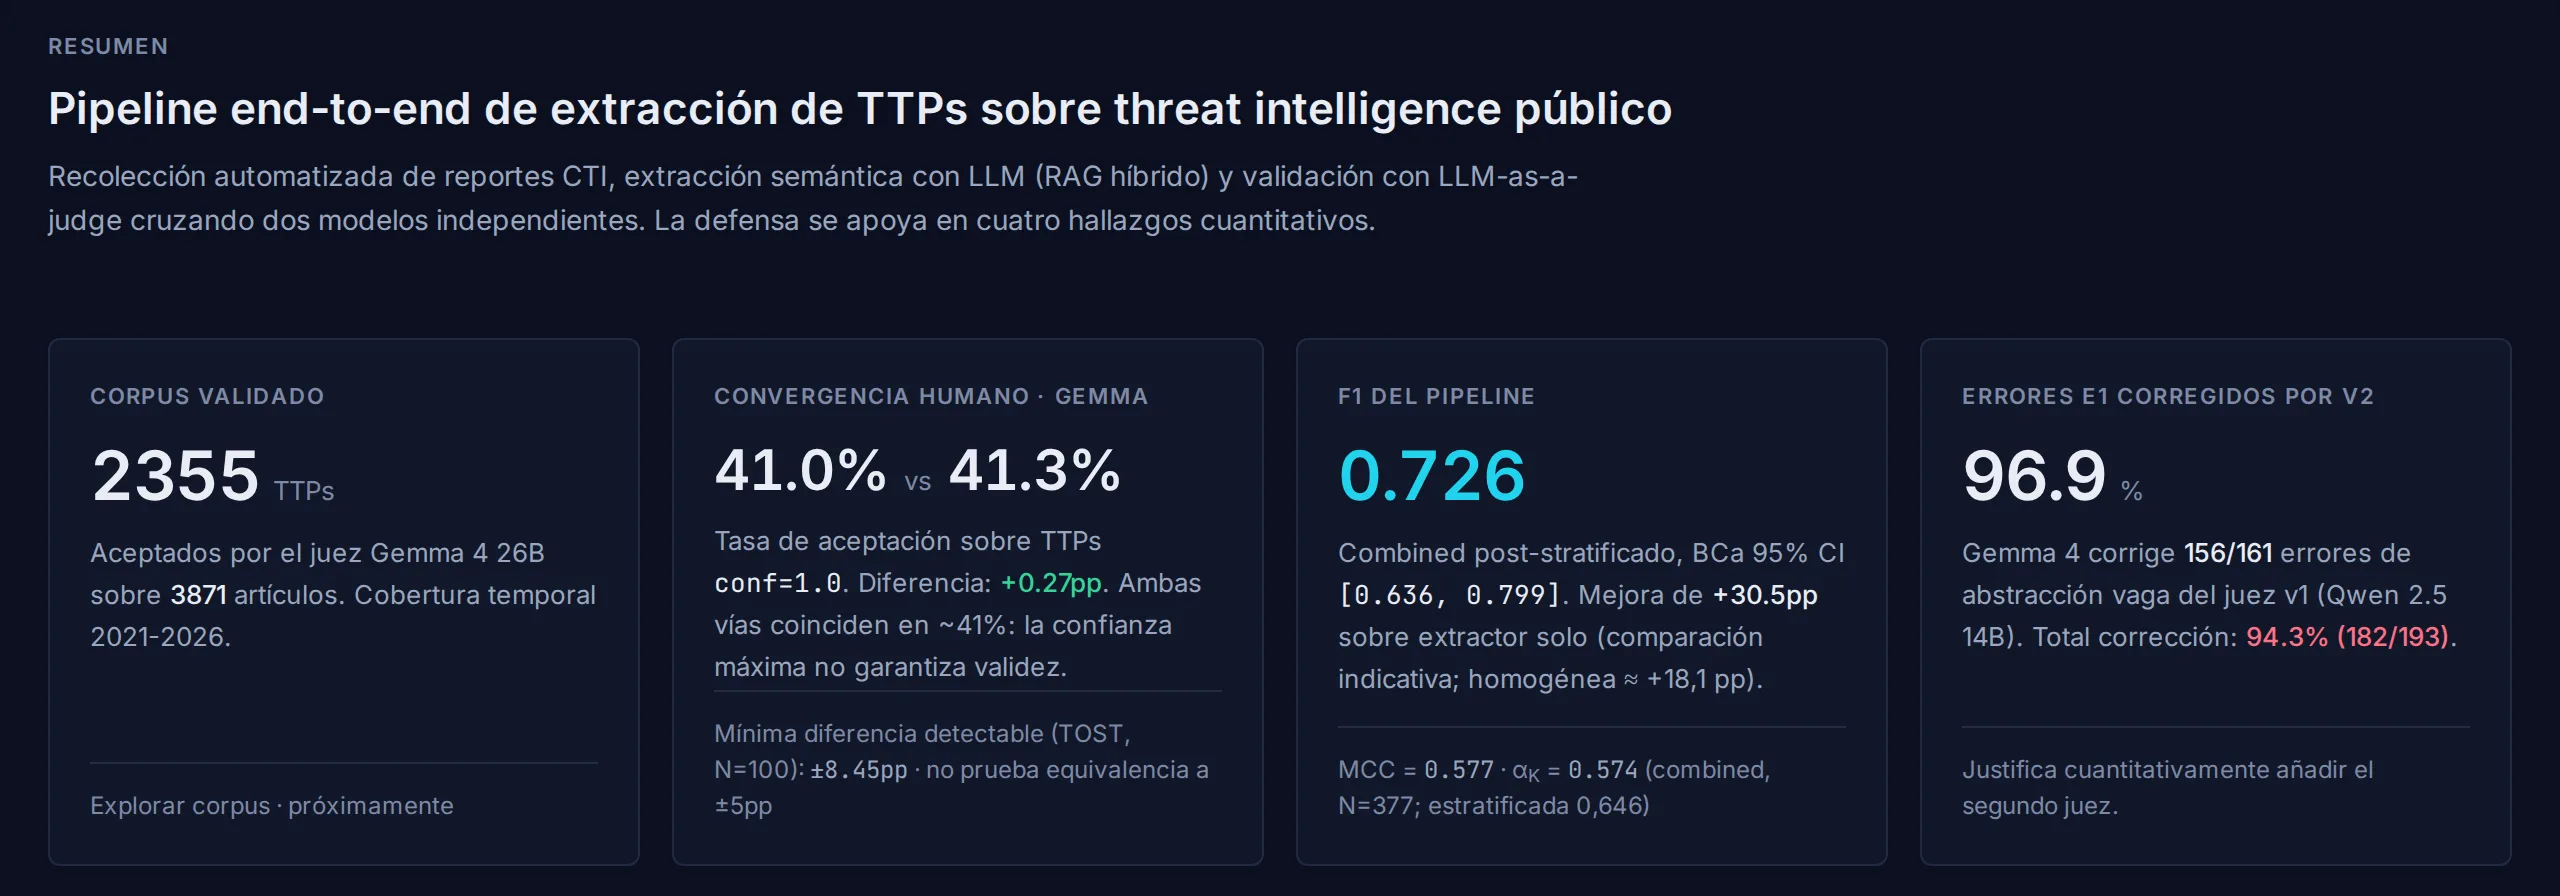 RESUMEN
Pipeline end-to-end de extracción de TTPs sobre threat intelligence público
Recolección automatizada de reportes CTI, extracción semántica con LLM (RAG híbrido) y validación con LLM-as-a-
judge cruzando dos modelos independientes. La defensa se apoya en cuatro hallazgos cuantitativos.
CORPUS VALIDADO
2355 TTPs
Aceptados por el juez Gemma 4 26B
sobre 3871 artículos. Cobertura temporal
2021-2026.
Explorar corpus · próximamente
CONVERGENCIA HUMANO · GEMMA
41.0% vs 41.3%
Tasa de aceptación sobre TTPs
conf=1.0. Diferencia: +0.27pp. Ambas
vías coinciden en ~41%: la confianza
máxima no garantiza validez.
Mínima diferencia detectable (TOST,
N=100): ±8.45pp · no prueba equivalencia a
±5pp
F1 DEL PIPELINE
0.726
Combined post-stratificado, BCa 95% CI
[0.636, 0.799]. Mejora de +30.5pp
sobre extractor solo (comparación
indicativa; homogénea ≈ +18,1 pp).
MCC = 0.577 · αK = 0.574 (combined,
N=377; estratificada 0,646)
ERRORES E1 CORREGIDOS POR V2
96.9 %
Gemma 4 corrige 156/161 errores de
abstracción vaga del juez v1 (Qwen 2.5
14B). Total corrección: 94.3% (182/193).
Justifica cuantitativamente añadir el
segundo juez.